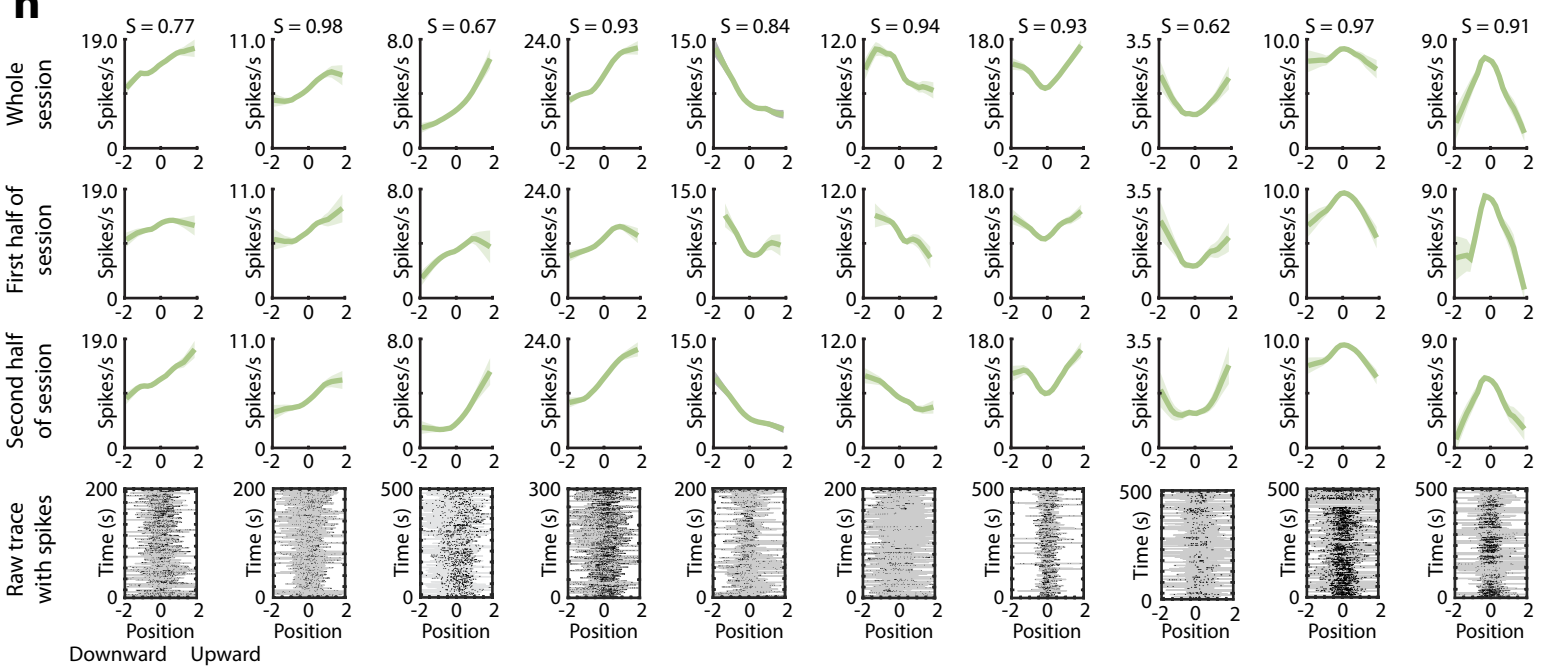 h
S = 0.77 S = 0.98 S = 0.67 S = 0.93 S = 0.84 S = 0.94 S = 0.93 S = 0.62 S = 0.97 S = 0.91
Whole
session
19.0 11.0 8.0 24.0 15.0 12.0 18.0 3.5 10.0 9.0
Spikes/s Spikes/s Spikes/s Spikes/s Spikes/s Spikes/s Spikes/s Spikes/s Spikes/s Spikes/s
0 0 0 0 0 0 0 0 0 0
-2 0 2 -2 0 2 -2 0 2 -2 0 2 -2 0 2 -2 0 2 -2 0 2 -2 0 2 -2 0 2 -2 0 2
First half of
session
19.0 11.0 8.0 24.0 15.0 12.0 18.0 3.5 10.0 9.0
Spikes/s Spikes/s Spikes/s Spikes/s Spikes/s Spikes/s Spikes/s Spikes/s Spikes/s Spikes/s
0 0 0 0 0 0 0 0 0 0
-2 0 2 -2 0 2 -2 0 2 -2 0 2 -2 0 2 -2 0 2 -2 0 2 -2 0 2 -2 0 2 -2 0 2
Second half
of session
19.0 11.0 8.0 24.0 15.0 12.0 18.0 3.5 10.0 9.0
Spikes/s Spikes/s Spikes/s Spikes/s Spikes/s Spikes/s Spikes/s Spikes/s Spikes/s Spikes/s
0 0 0 0 0 0 0 0 0 0
-2 0 2 -2 0 2 -2 0 2 -2 0 2 -2 0 2 -2 0 2 -2 0 2 -2 0 2 -2 0 2 -2 0 2
Raw trace
with spikes
200 200 500 300 200 200 500 500 500 200
Time (s) Time (s) Time (s) Time (s) Time (s) Time (s) Time (s) Time (s) Time (s) Time (s)
0 0 0 0 0 0 0 0 0 0
-2 0 2 -2 0 2 -2 0 2 -2 0 2 -2 0 2 -2 0 2 -2 0 2 -2 0 2 -2 0 2 -2 0 2
Position Position Position Position Position Position Position Position Position Position
Downward Upward